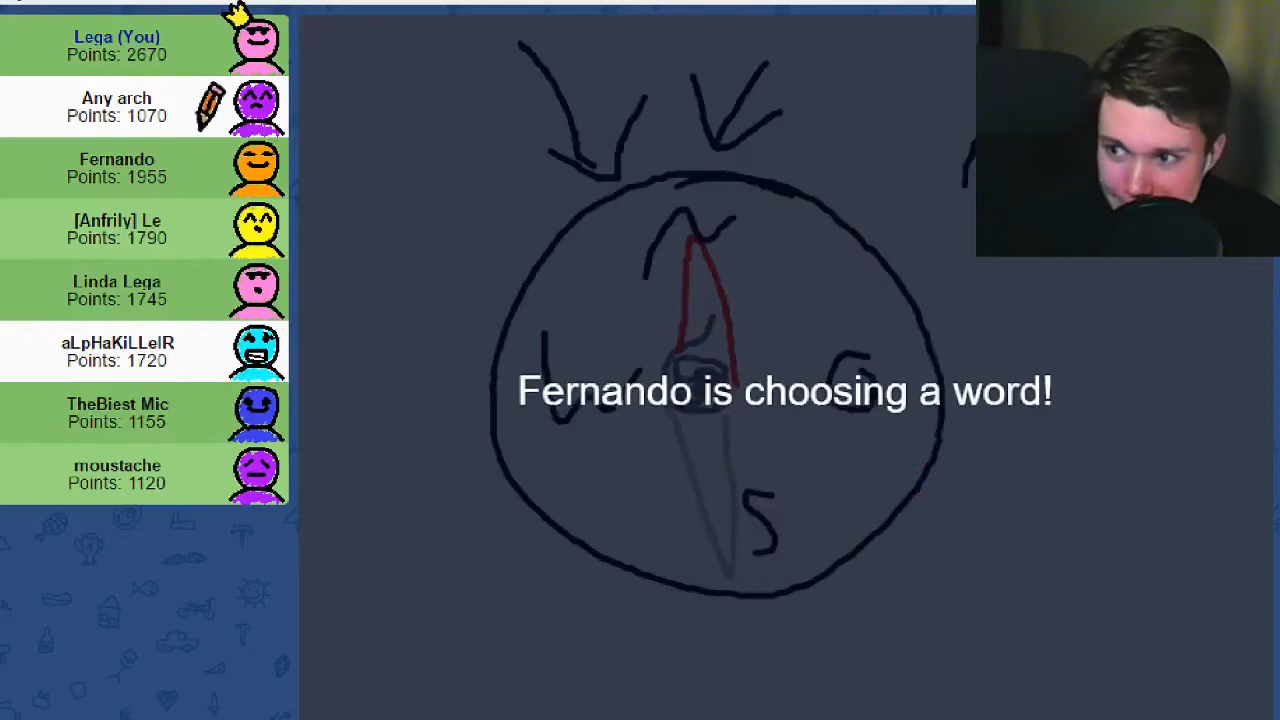 Lega (You)
Points: 2670
Any arch
Points: 1070
Fernando
Points: 1955
[Anfrily] Le
Points: 1790
Linda Lega
Points: 1745
aLpHaKiLLeIR
Points: 1720
TheBiest Mic
Points: 1155
moustache
Points: 1120
N
Fernando is choosing a word!
S